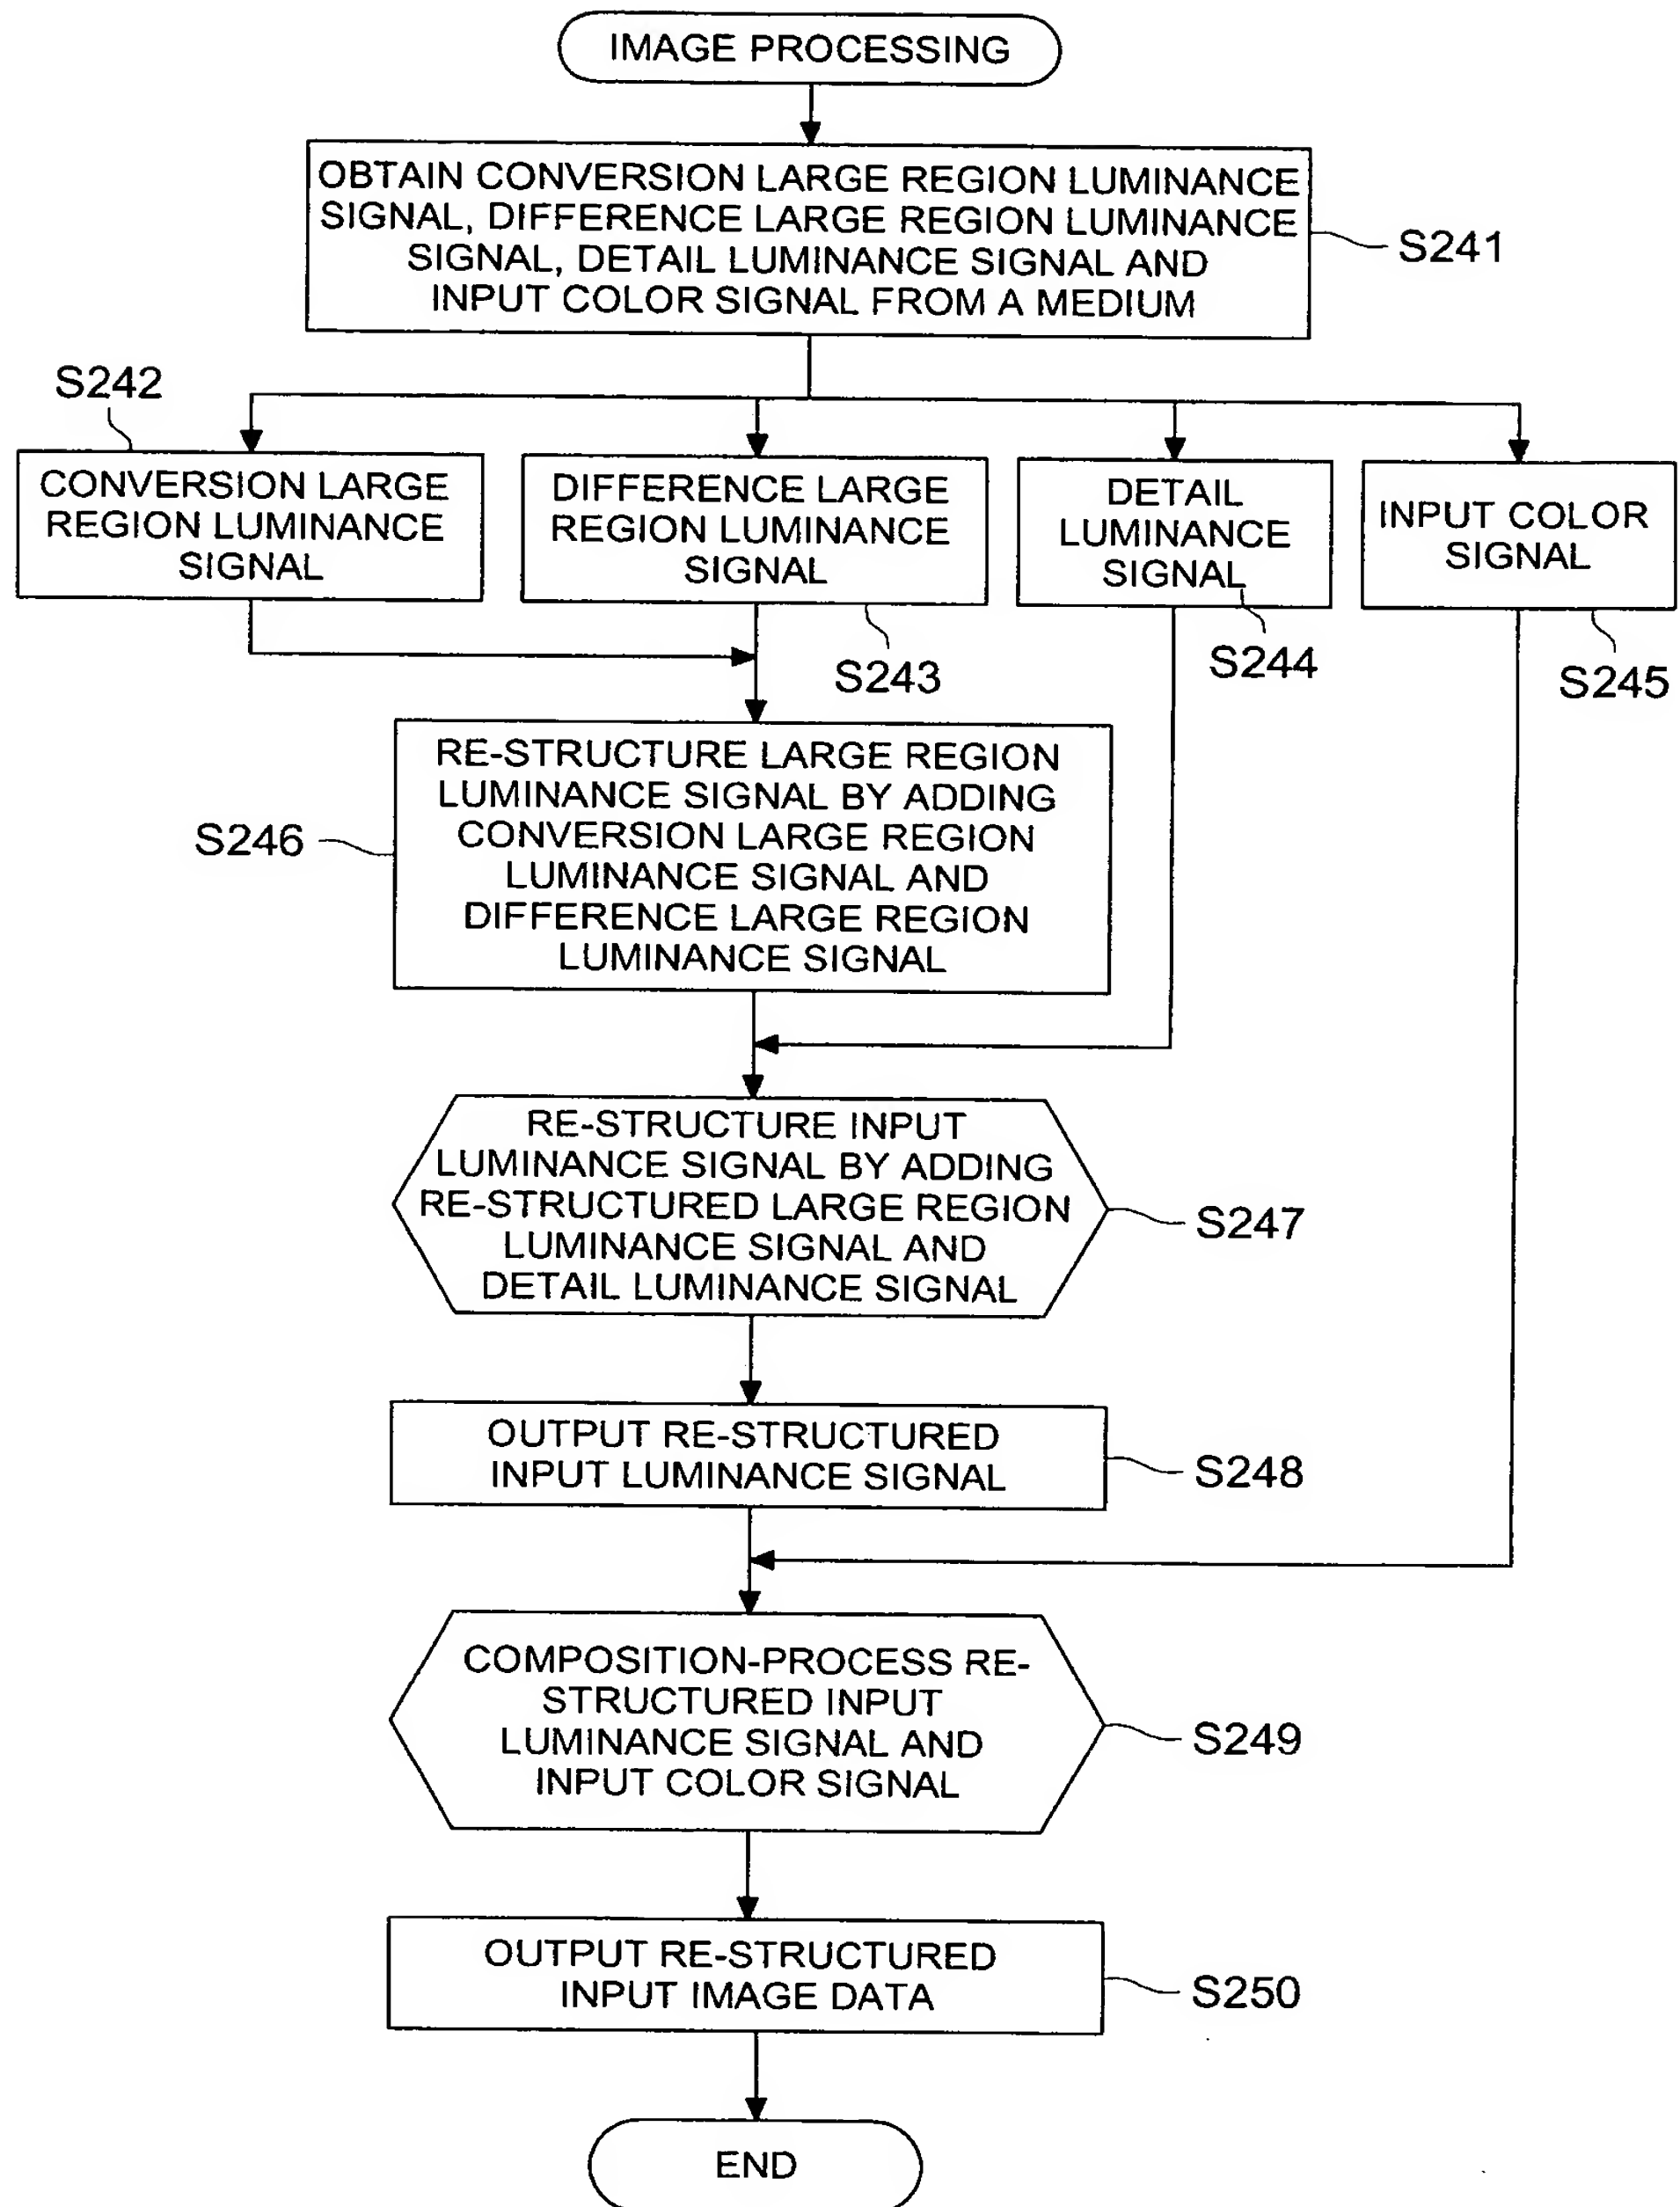 IMAGE PROCESSING
OBTAIN CONVERSION LARGE REGION LUMINANCE
SIGNAL, DIFFERENCE LARGE REGION LUMINANCE
SIGNAL, DETAIL LUMINANCE SIGNAL AND
INPUT COLOR SIGNAL FROM A MEDIUM
S241
S242
CONVERSION LARGE
REGION LUMINANCE
SIGNAL
DIFFERENCE LARGE
REGION LUMINANCE
SIGNAL
S243
DETAIL
LUMINANCE
SIGNAL
S244
INPUT COLOR
SIGNAL
S245
RE-STRUCTURE LARGE REGION
LUMINANCE SIGNAL BY ADDING
CONVERSION LARGE REGION
LUMINANCE SIGNAL AND
DIFFERENCE LARGE REGION
LUMINANCE SIGNAL
S246
RE-STRUCTURE INPUT
LUMINANCE SIGNAL BY ADDING
RE-STRUCTURED LARGE REGION
LUMINANCE SIGNAL AND
DETAIL LUMINANCE SIGNAL
S247
OUTPUT RE-STRUCTURED
INPUT LUMINANCE SIGNAL
S248
COMPOSITION-PROCESS RE-
STRUCTURED INPUT
LUMINANCE SIGNAL AND
INPUT COLOR SIGNAL
S249
OUTPUT RE-STRUCTURED
INPUT IMAGE DATA
S250
END